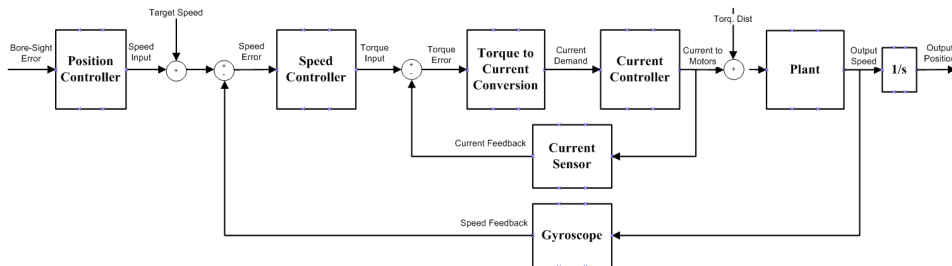 Target Speed
Torq. Dist
Bore-Sight
Error
Position
Controller
Speed
Input
+
+
-
Speed
Error
Speed
Controller
Torque
Input
+
-
Torque
Error
Torque to
Current
Conversion
Current
Demand
Current
Controller
Current to
Motors
+
Plant
Output
Speed
1/s
Output
Position
Current Feedback
Current
Sensor
Speed Feedback
Gyroscope